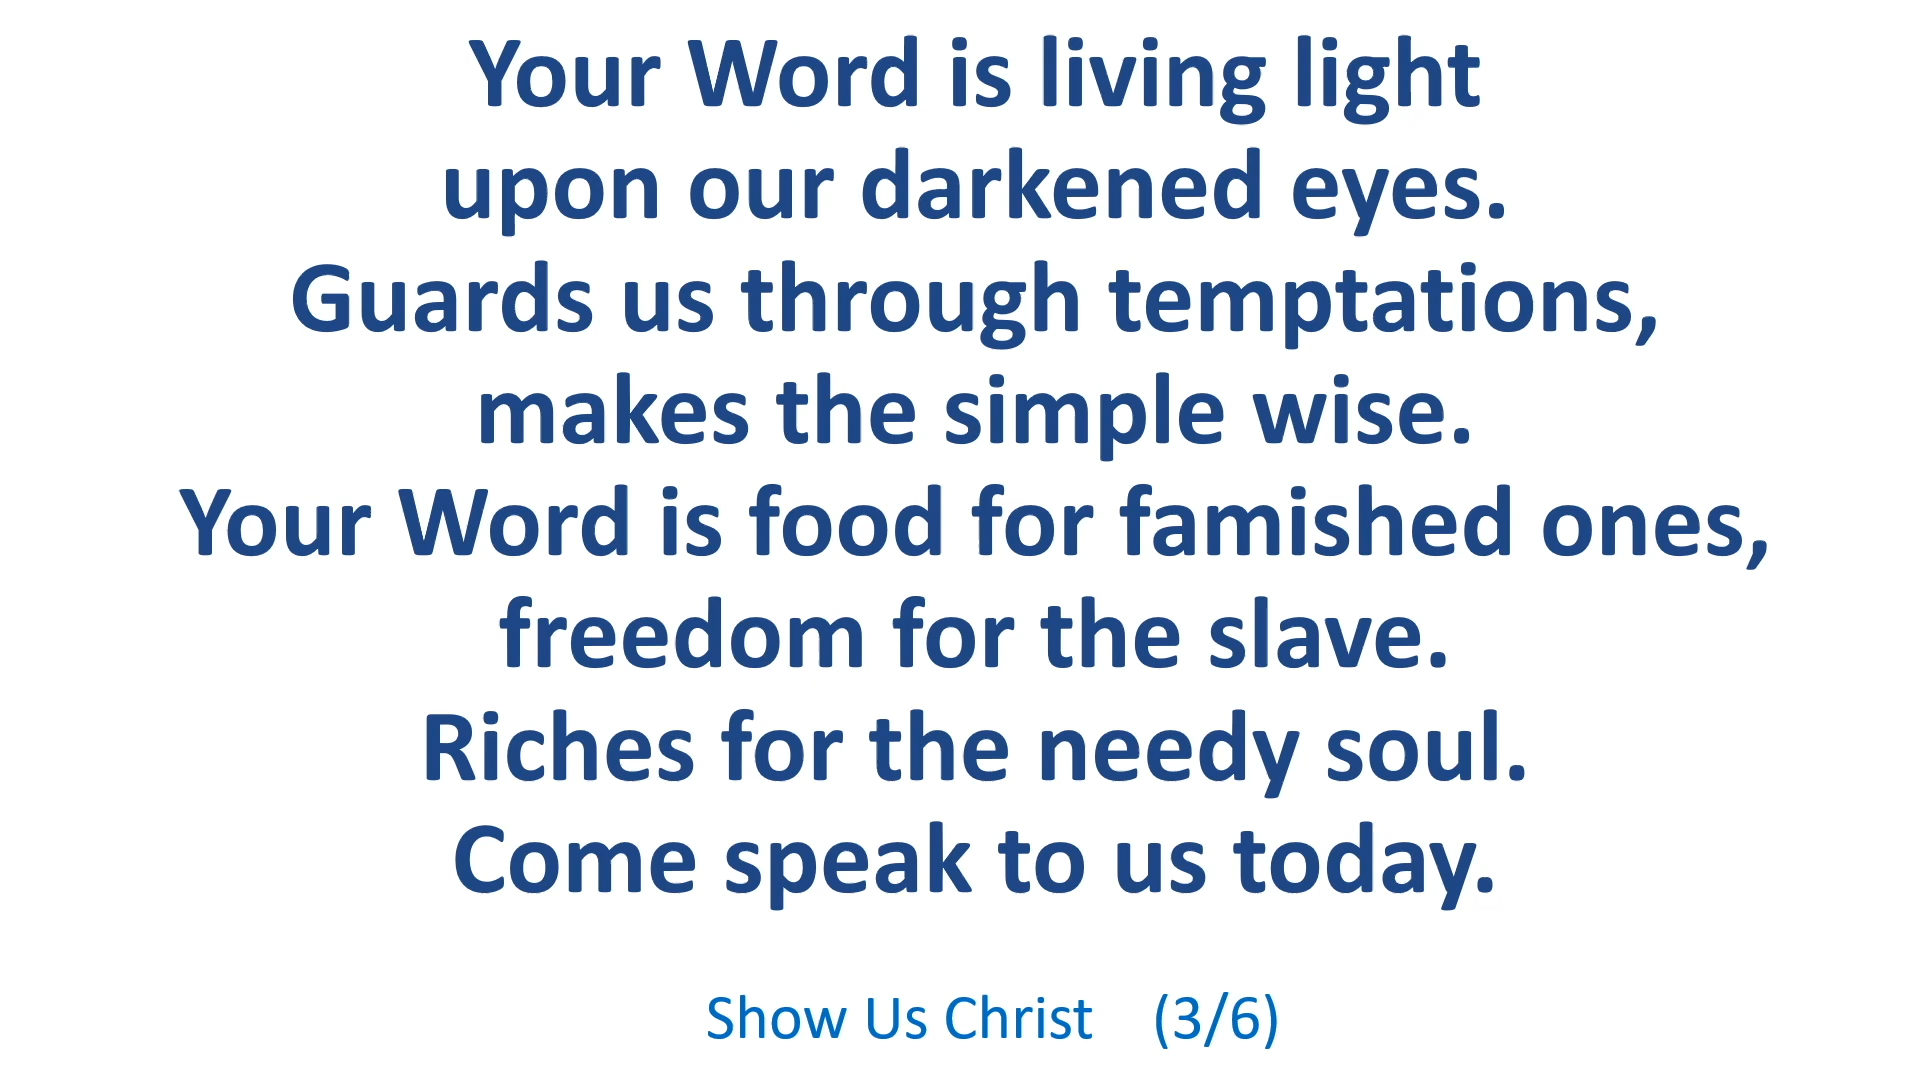 Your Word is living light
upon our darkened eyes.
Guards us through temptations,
makes the simple wise.
Your Word is food for famished ones,
freedom for the slave.
Riches for the needy soul.
Come speak to us today.
Show Us Christ (3/6)